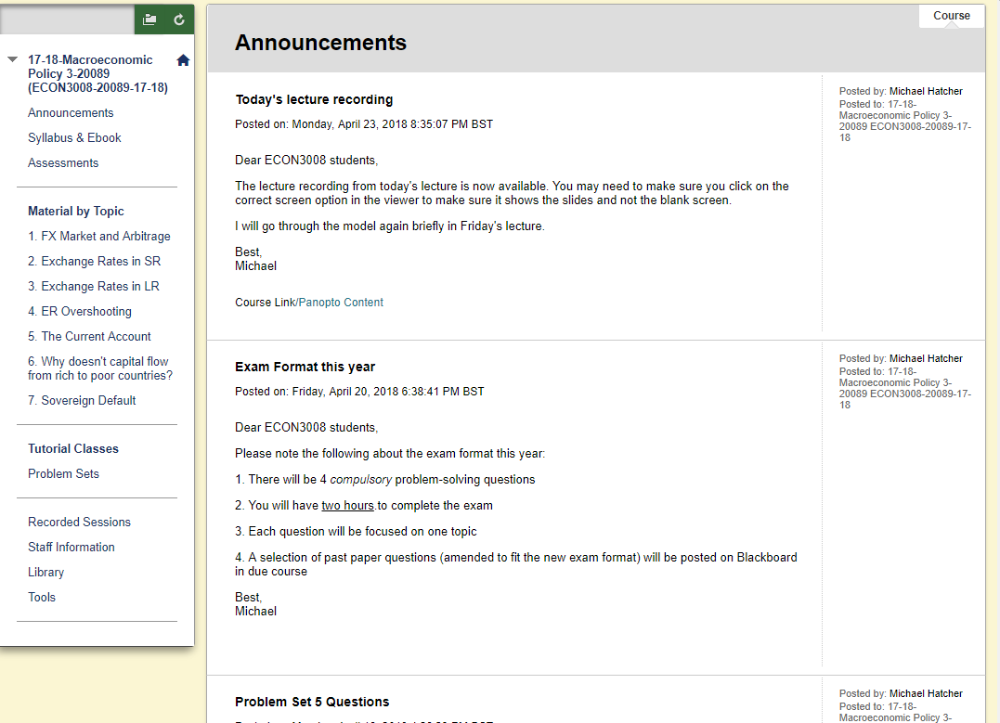 17-18-Macroeconomic
Policy 3-20089
(ECON3008-20089-17-18)
Announcements
Syllabus & Ebook
Assessments
Material by Topic
1. FX Market and Arbitrage
2. Exchange Rates in SR
3. Exchange Rates in LR
4. ER Overshooting
5. The Current Account
6. Why doesn't capital flow
from rich to poor countries?
7. Sovereign Default
Tutorial Classes
Problem Sets
Recorded Sessions
Staff Information
Library
Tools
Course
Announcements
Today's lecture recording
Posted on: Monday, April 23, 2018 8:35:07 PM BST
Dear ECON3008 students,
The lecture recording from today's lecture is now available. You may need to make sure you click on the
correct screen option in the viewer to make sure it shows the slides and not the blank screen.
I will go through the model again briefly in Friday's lecture.
Best,
Michael
Course Link/Panopto Content
Posted by: Michael Hatcher
Posted to: 17-18-
Macroeconomic Policy 3-
20089 ECON3008-20089-17-
18
Exam Format this year
Posted on: Friday, April 20, 2018 6:38:41 PM BST
Dear ECON3008 students,
Please note the following about the exam format this year:
1. There will be 4 compulsory problem-solving questions
2. You will have two hours.to complete the exam
3. Each question will be focused on one topic
4. A selection of past paper questions (amended to fit the new exam format) will be posted on Blackboard
in due course
Best,
Michael
Posted by: Michael Hatcher
Posted to: 17-18-
Macroeconomic Policy 3-
20089 ECON3008-20089-17-
18
Problem Set 5 Questions
Posted by: Michael Hatcher
Posted to: 17-18-
Macroeconomic Policy 3-